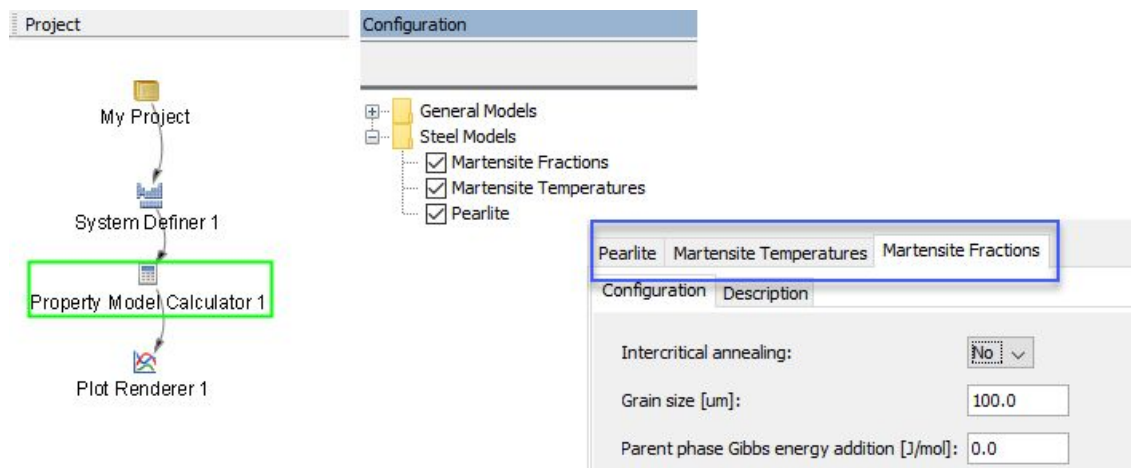 Project
My Project
System Definer 1
Property Model Calculator 1
Plot Renderer 1
Configuration
General Models
Steel Models
Martensite Fractions
Martensite Temperatures
Pearlite
Pearlite Martensite Temperatures Martensite Fractions
Configuration Description
Intercritical annealing: No
Grain size [um]: 100.0
Parent phase Gibbs energy addition [J/mol]: 0.0